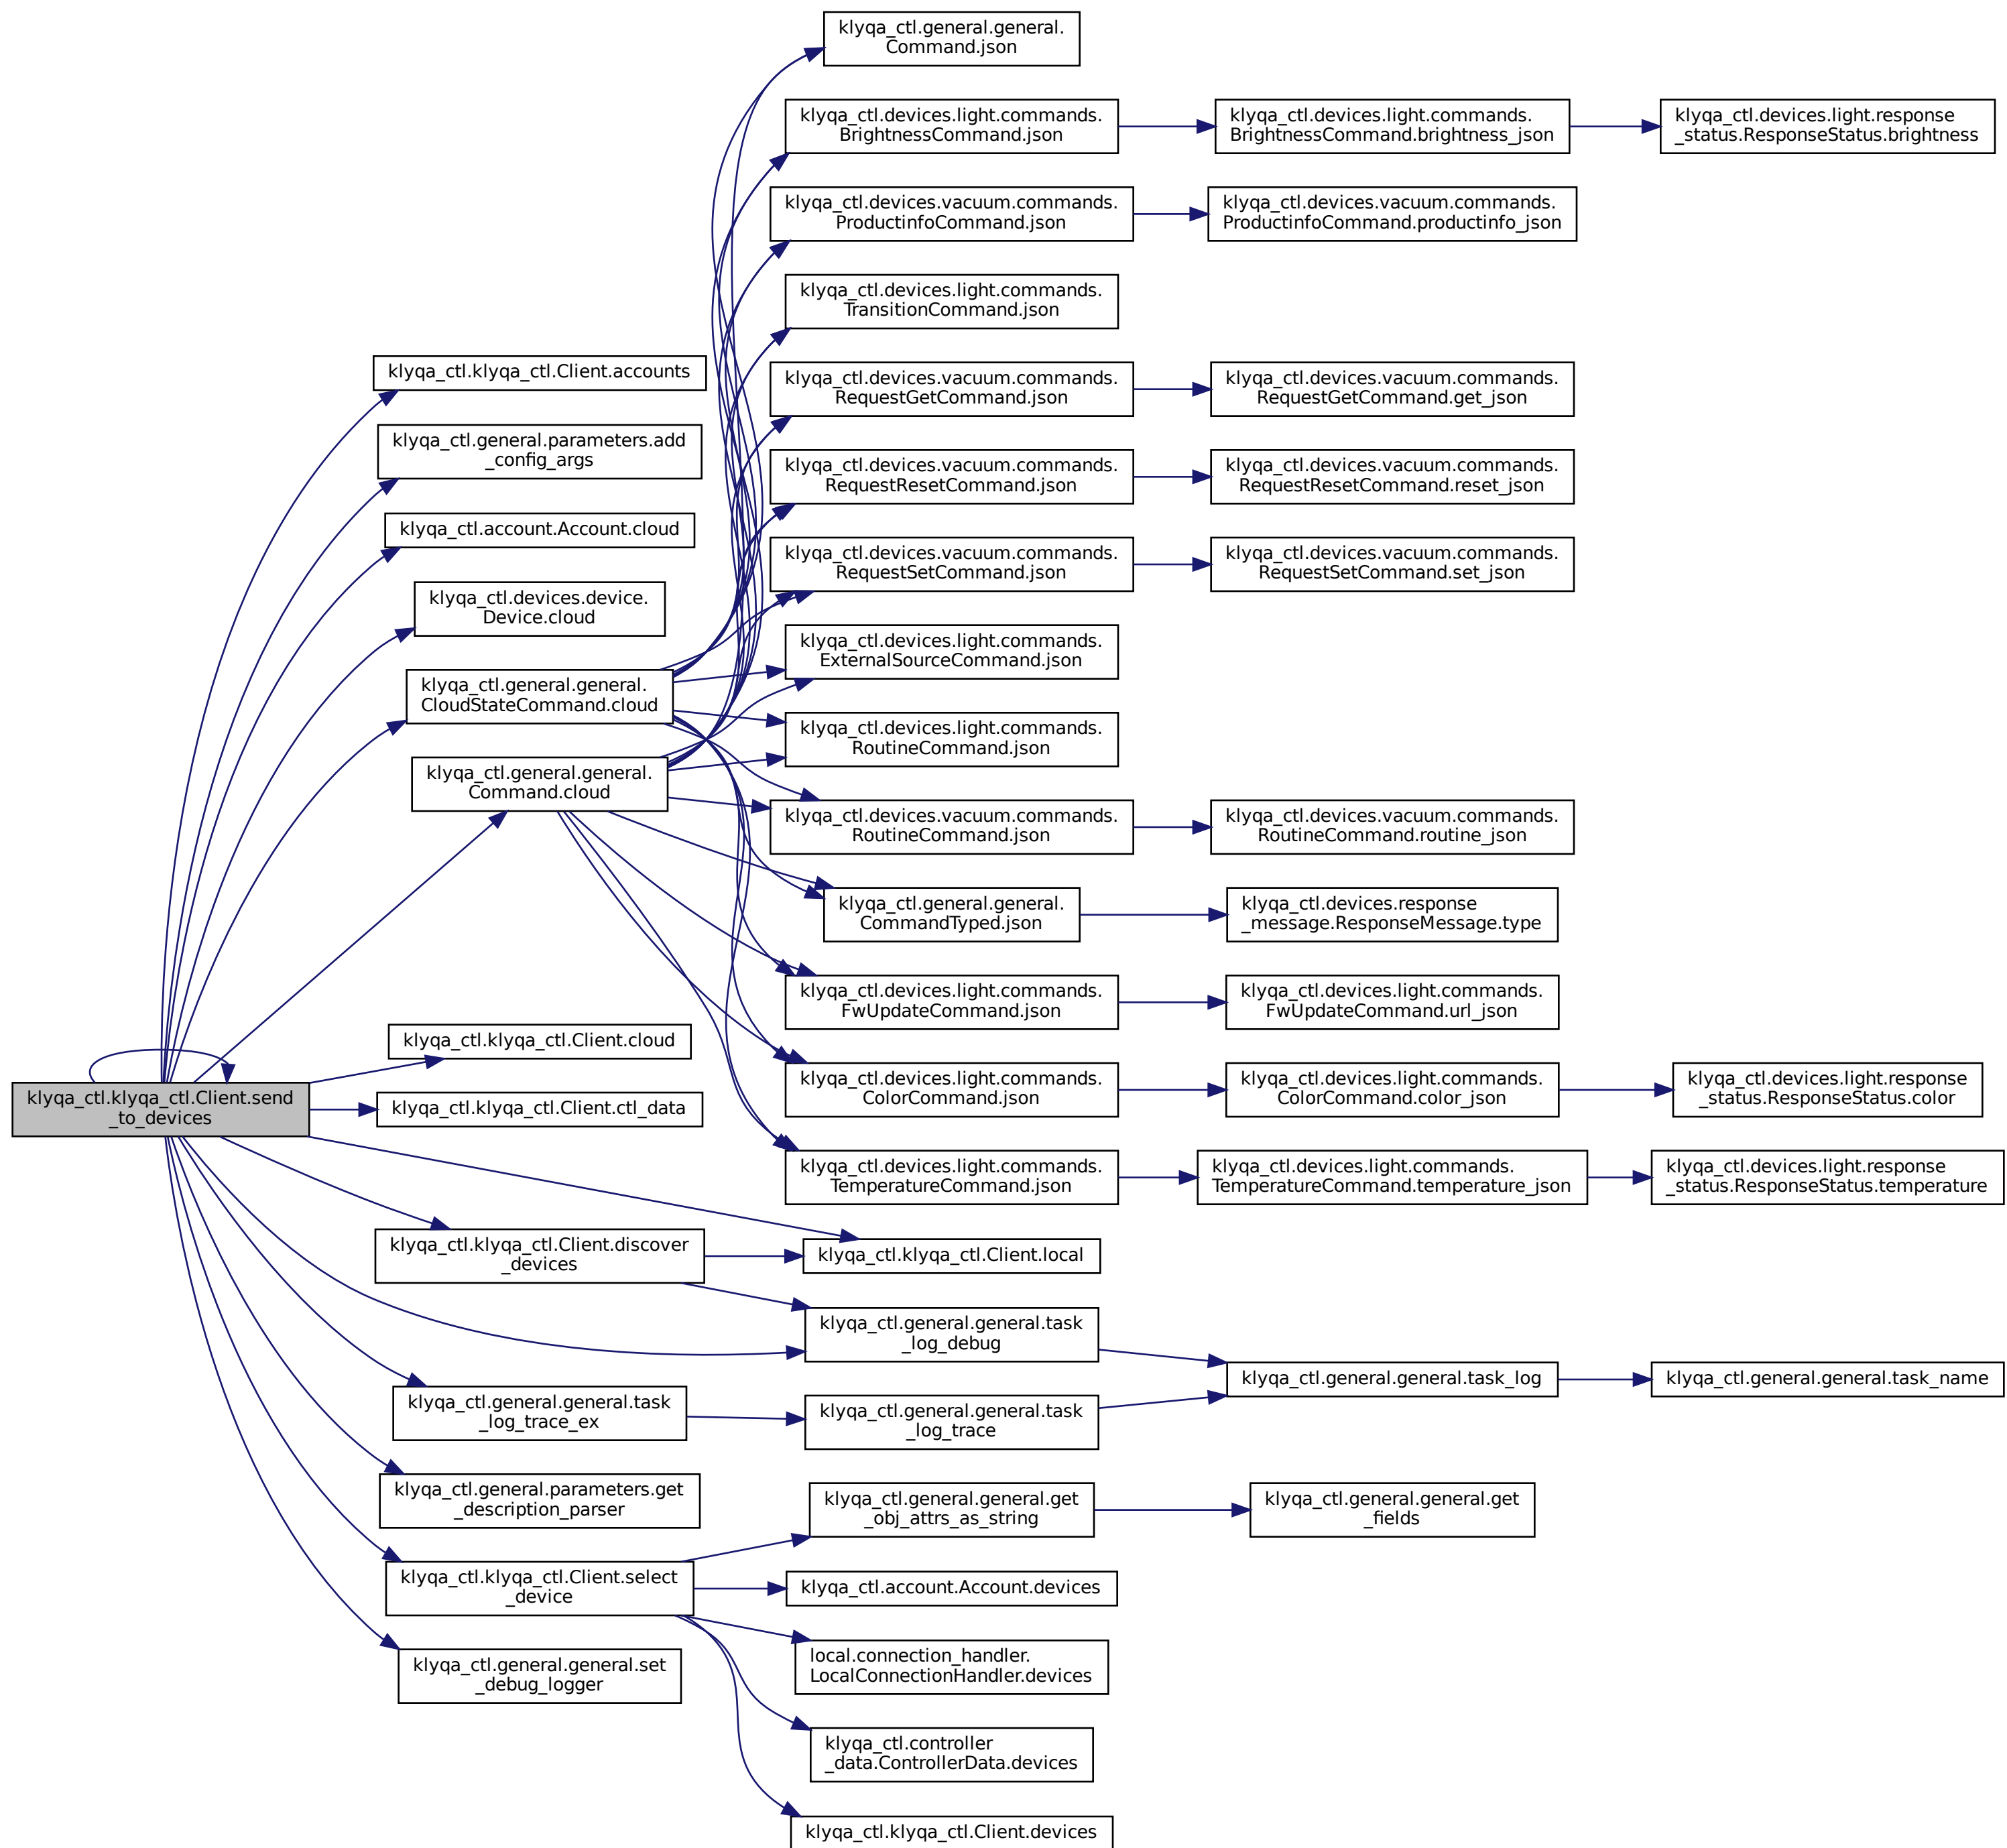 klyqa_ctl.klyqa_ctl.Client.send
_to_devices
klyqa_ctl.klyqa_ctl.Client.accounts
klyqa_ctl.general.parameters.add
_config_args
klyqa_ctl.account.Account.cloud
klyqa_ctl.devices.device.
Device.cloud
klyqa_ctl.general.general.
CloudStateCommand.cloud
klyqa_ctl.general.general.
Command.cloud
klyqa_ctl.klyqa_ctl.Client.cloud
klyqa_ctl.klyqa_ctl.Client.ctl_data
klyqa_ctl.klyqa_ctl.Client.discover
_devices
klyqa_ctl.general.general.task
_log_trace_ex
klyqa_ctl.general.parameters.get
_description_parser
klyqa_ctl.klyqa_ctl.Client.select
_device
klyqa_ctl.general.general.set
_debug_logger
klyqa_ctl.general.general.
Command.json
klyqa_ctl.devices.light.commands.
BrightnessCommand.json
klyqa_ctl.devices.vacuum.commands.
ProductinfoCommand.json
klyqa_ctl.devices.light.commands.
TransitionCommand.json
klyqa_ctl.devices.vacuum.commands.
RequestGetCommand.json
klyqa_ctl.devices.vacuum.commands.
RequestResetCommand.json
klyqa_ctl.devices.vacuum.commands.
RequestSetCommand.json
klyqa_ctl.devices.light.commands.
ExternalSourceCommand.json
klyqa_ctl.devices.light.commands.
RoutineCommand.json
klyqa_ctl.devices.vacuum.commands.
RoutineCommand.json
klyqa_ctl.general.general.
CommandTyped.json
klyqa_ctl.devices.light.commands.
FwUpdateCommand.json
klyqa_ctl.devices.light.commands.
ColorCommand.json
klyqa_ctl.devices.light.commands.
TemperatureCommand.json
klyqa_ctl.klyqa_ctl.Client.local
klyqa_ctl.general.general.task
_log_debug
klyqa_ctl.general.general.task
_log_trace
klyqa_ctl.general.general.get
_obj_attrs_as_string
klyqa_ctl.account.Account.devices
local.connection_handler.
LocalConnectionHandler.devices
klyqa_ctl.controller
_data.ControllerData.devices
klyqa_ctl.klyqa_ctl.Client.devices
klyqa_ctl.devices.light.commands.
BrightnessCommand.brightness_json
klyqa_ctl.devices.vacuum.commands.
ProductinfoCommand.productinfo_json
klyqa_ctl.devices.vacuum.commands.
RequestGetCommand.get_json
klyqa_ctl.devices.vacuum.commands.
RequestResetCommand.reset_json
klyqa_ctl.devices.vacuum.commands.
RequestSetCommand.set_json
klyqa_ctl.devices.vacuum.commands.
RoutineCommand.routine_json
klyqa_ctl.devices.response
_message.ResponseMessage.type
klyqa_ctl.devices.light.commands.
FwUpdateCommand.url_json
klyqa_ctl.devices.light.commands.
ColorCommand.color_json
klyqa_ctl.devices.light.commands.
TemperatureCommand.temperature_json
klyqa_ctl.general.general.task_log
klyqa_ctl.general.general.get
_fields
klyqa_ctl.devices.light.response
_status.ResponseStatus.brightness
klyqa_ctl.devices.light.response
_status.ResponseStatus.color
klyqa_ctl.devices.light.response
_status.ResponseStatus.temperature
klyqa_ctl.general.general.task_name